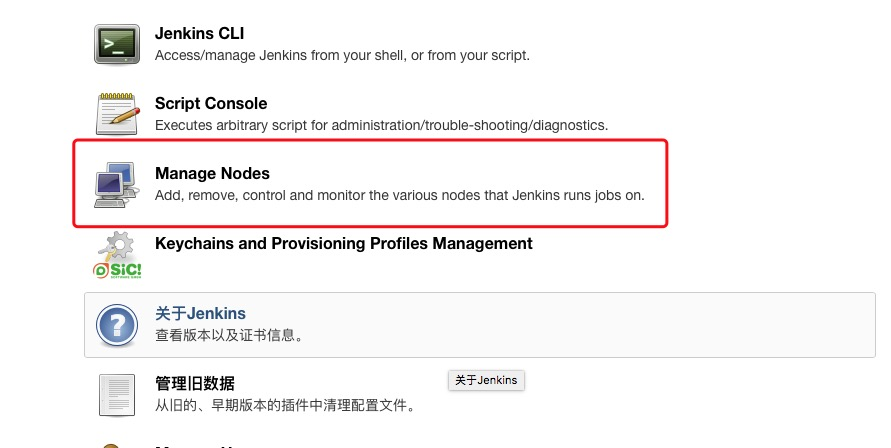 Jenkins CLI
Access/manage Jenkins from your shell, or from your script.
Script Console
Executes arbitrary script for administration/trouble-shooting/diagnostics.
Manage Nodes
Add, remove, control and monitor the various nodes that Jenkins runs jobs on.
Keychains and Provisioning Profiles Management
SiC!
关于Jenkins
查看版本以及证书信息。
管理旧数据
关于Jenkins
从旧的、早期版本的插件中清理配置文件。